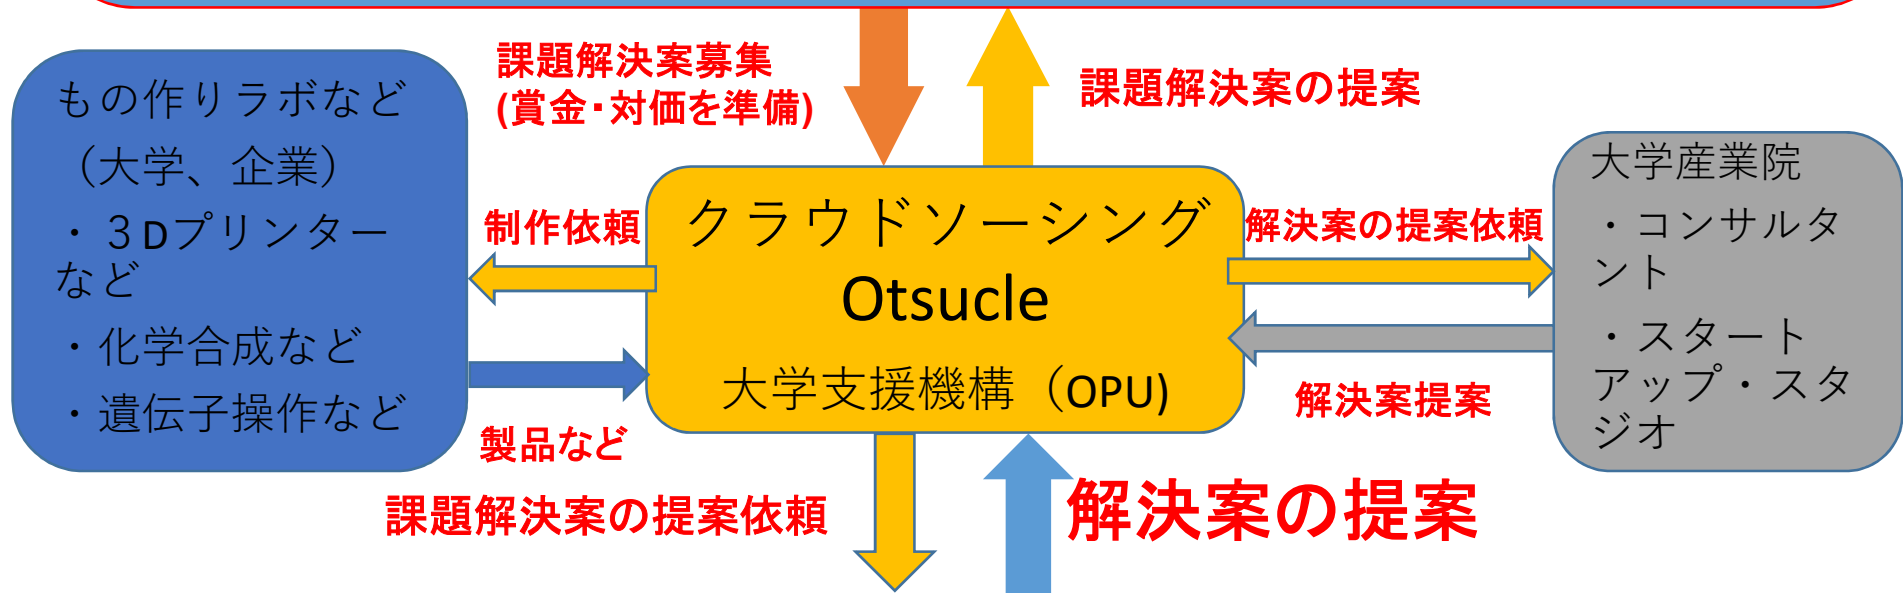 課題解決案募集
(賞金・対価を準備)
課題解決案の提案
もの作りラボなど
（大学、企業）
・３Dプリンター
など
・化学合成など
・遺伝子操作など
制作依頼
製品など
クラウドソーシング
Otsucle
大学支援機構（OPU)
解決案の提案依頼
解決案提案
大学産業院
・コンサルタ
ント
・スタート
アップ・スタ
ジオ
課題解決案の提案依頼
解決案の提案